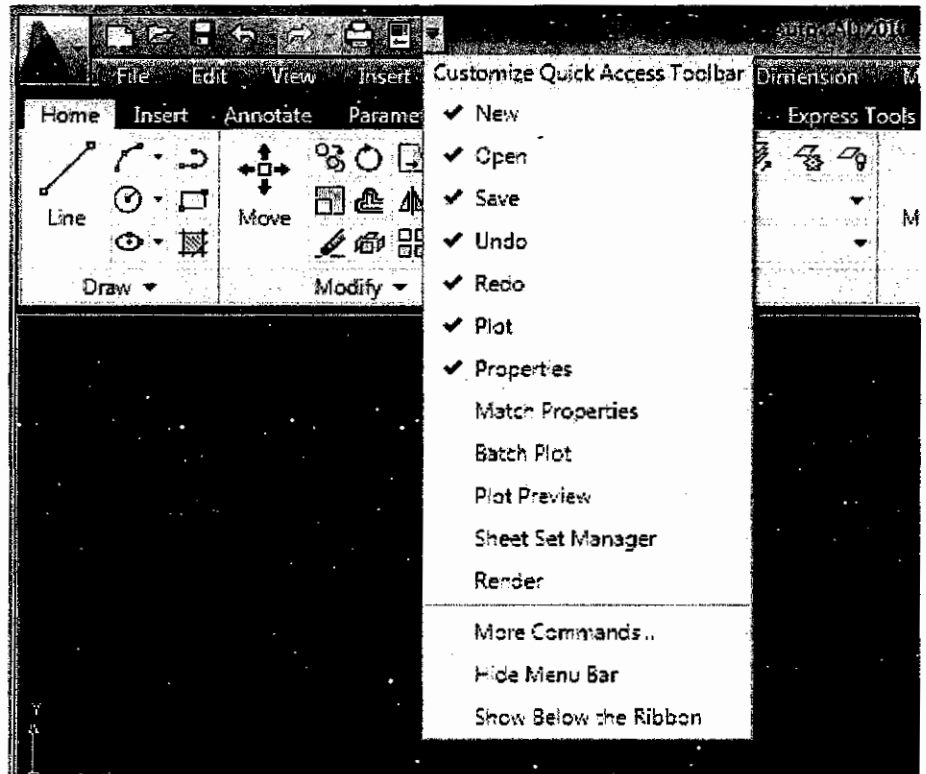 File Edit View Insert
Dimension
Home Insert Annotate Parame
Express Tools
Line
Move
M
Draw
Modify
Customize Quick Access Toolbar
New
Open
Save
Undo
Redo
Plot
Properties
Match Properties
Batch Plot
Plot Preview
Sheet Set Manager
Render
More Commands...
Hide Menu Bar
Show Below the Ribbon
Y